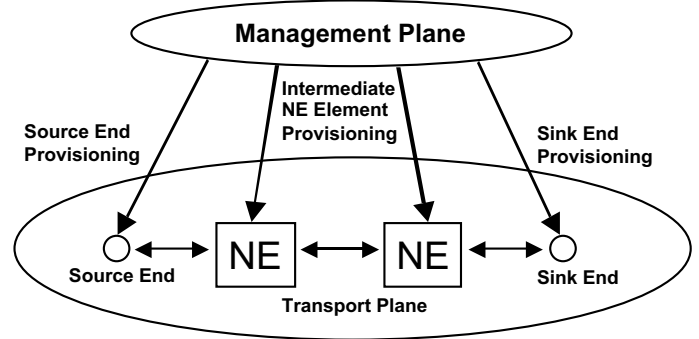 Management Plane
Intermediate
NE Element
Provisioning
Source End
Provisioning
Sink End
Provisioning
NE
NE
Source End
Sink End
Transport Plane